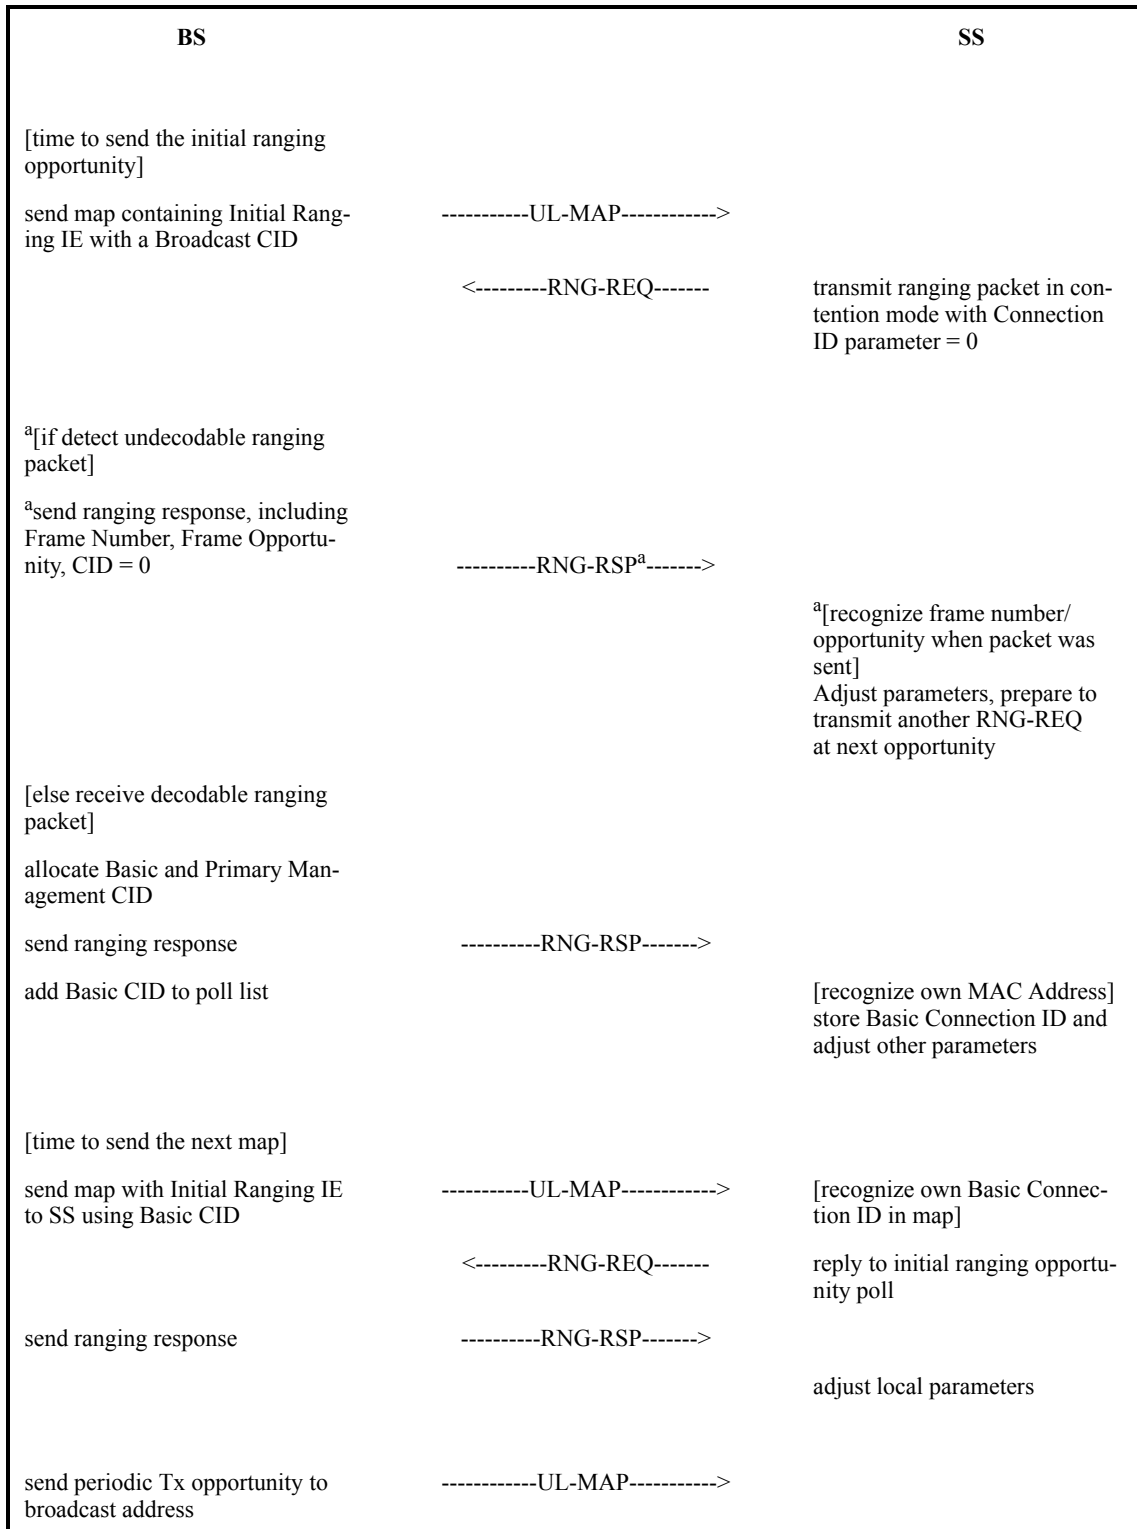 BS SS
[time to send the initial ranging
opportunity]
send map containing Initial Rang-
ing IE with a Broadcast CID
-----------UL-MAP------------>
<---------RNG-REQ-------
transmit ranging packet in con-
tention mode with Connection
ID parameter = 0
a[if detect undecodable ranging
packet]
asend ranging response, including
Frame Number, Frame Opportu-
nity, CID = 0
----------RNG-RSPa------->
a[recognize frame number/
opportunity when packet was
sent]
Adjust parameters, prepare to
transmit another RNG-REQ
at next opportunity
[else receive decodable ranging
packet]
allocate Basic and Primary Man-
agement CID
send ranging response
----------RNG-RSP------->
add Basic CID to poll list
[recognize own MAC Address]
store Basic Connection ID and
adjust other parameters
[time to send the next map]
send map with Initial Ranging IE
to SS using Basic CID
-----------UL-MAP------------>
[recognize own Basic Connec-
tion ID in map]
<---------RNG-REQ-------
reply to initial ranging opportu-
nity poll
send ranging response
----------RNG-RSP------->
adjust local parameters
send periodic Tx opportunity to
broadcast address
------------UL-MAP----------->